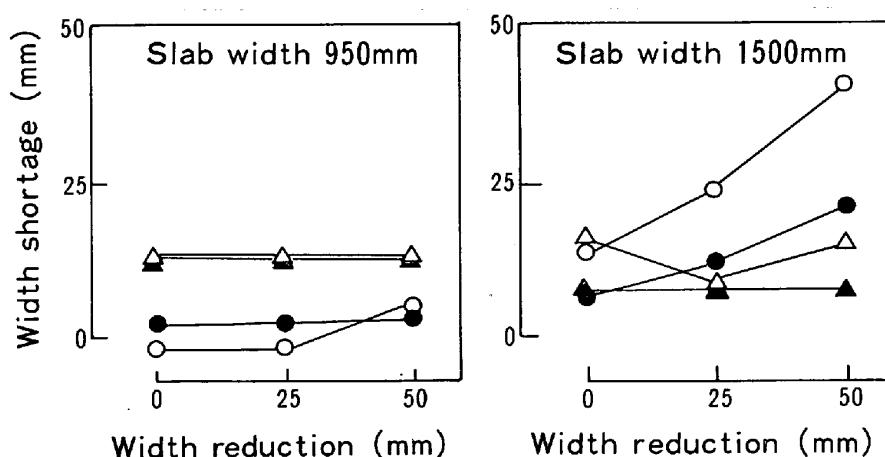 Width shortage (mm)
50
25
0
Slab width 950mm
0 25 50
Width reduction (mm)
50
25
0
Slab width 1500mm
0 25 50
Width reduction (mm)